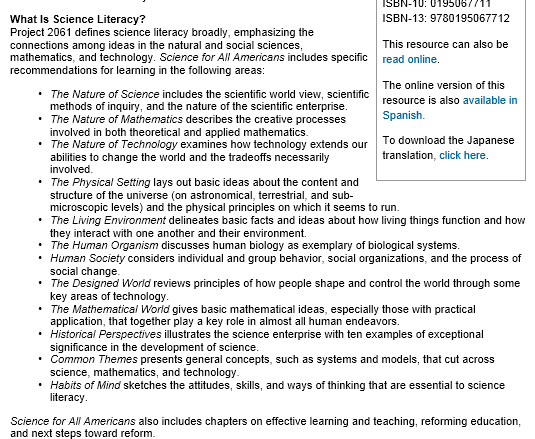 What Is Science Literacy?
Project 2061 defines science literacy broadly, emphasizing the
connections among ideas in the natural and social sciences,
mathematics, and technology. Science for All Americans includes specific
recommendations for learning in the following areas:
• The Nature of Science includes the scientific world view, scientific
methods of inquiry, and the nature of the scientific enterprise.
• The Nature of Mathematics describes the creative processes
involved in both theoretical and applied mathematics.
• The Nature of Technology examines how technology extends our
abilities to change the world and the tradeoffs necessarily
involved.
• The Physical Setting lays out basic ideas about the content and
structure of the universe (on astronomical, terrestrial, and sub-
microscopic levels) and the physical principles on which it seems to run.
• The Living Environment delineates basic facts and ideas about how living things function and how
they interact with one another and their environment.
• The Human Organism discusses human biology as exemplary of biological systems.
• Human Society considers individual and group behavior, social organizations, and the process of
social change.
• The Designed World reviews principles of how people shape and control the world through some
key areas of technology.
• The Mathematical World gives basic mathematical ideas, especially those with practical
application, that together play a key role in almost all human endeavors.
• Historical Perspectives illustrates the science enterprise with ten examples of exceptional
significance in the development of science.
• Common Themes presents general concepts, such as systems and models, that cut across
science, mathematics, and technology.
• Habits of Mind sketches the attitudes, skills, and ways of thinking that are essential to science
literacy.
Science for All Americans also includes chapters on effective learning and teaching, reforming education,
and next steps toward reform.
ISBN-10: 0195067711
ISBN-13: 9780195067712
This resource can also be
read online.
The online version of this
resource is also available in
Spanish.
To download the Japanese
translation, click here.